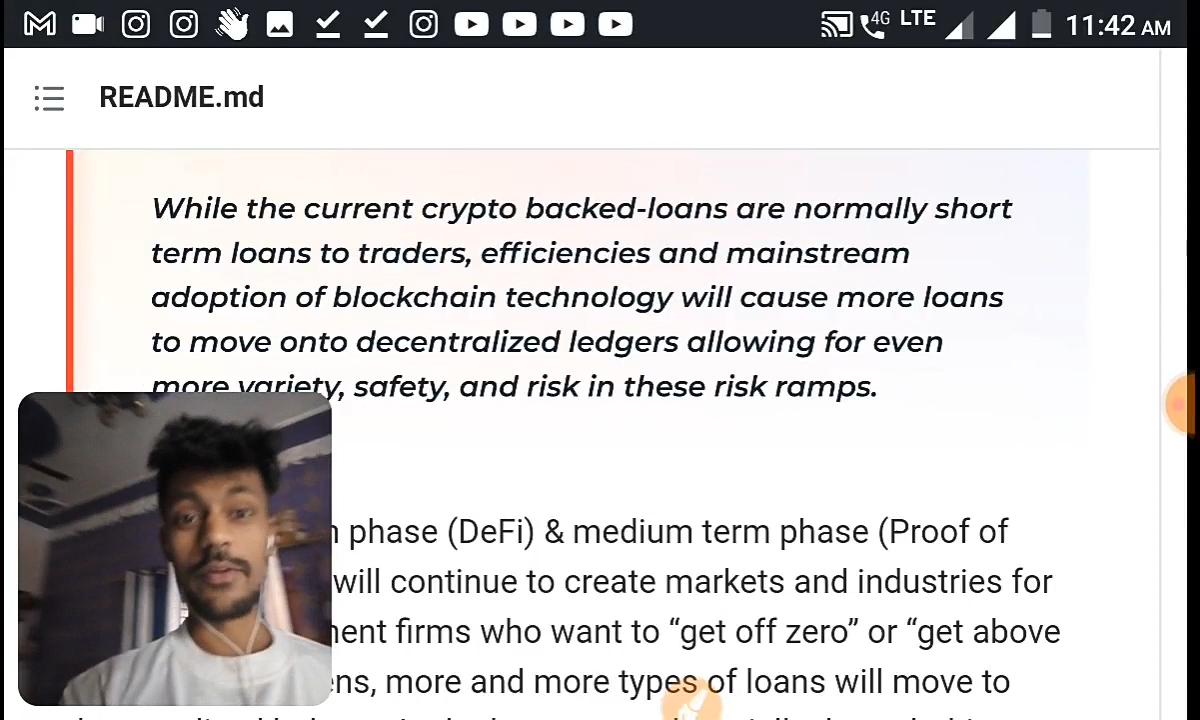 4G LTE 11:42 AM
README.md
While the current crypto backed-loans are normally short
term loans to traders, efficiencies and mainstream
adoption of blockchain technology will cause more loans
to move onto decentralized ledgers allowing for even
more variety, safety, and risk in these risk ramps.
phase (DeFi) & medium term phase (Proof of
will continue to create markets and industries for
firms who want to “get off zero” or “get above
more and more types of loans will move to